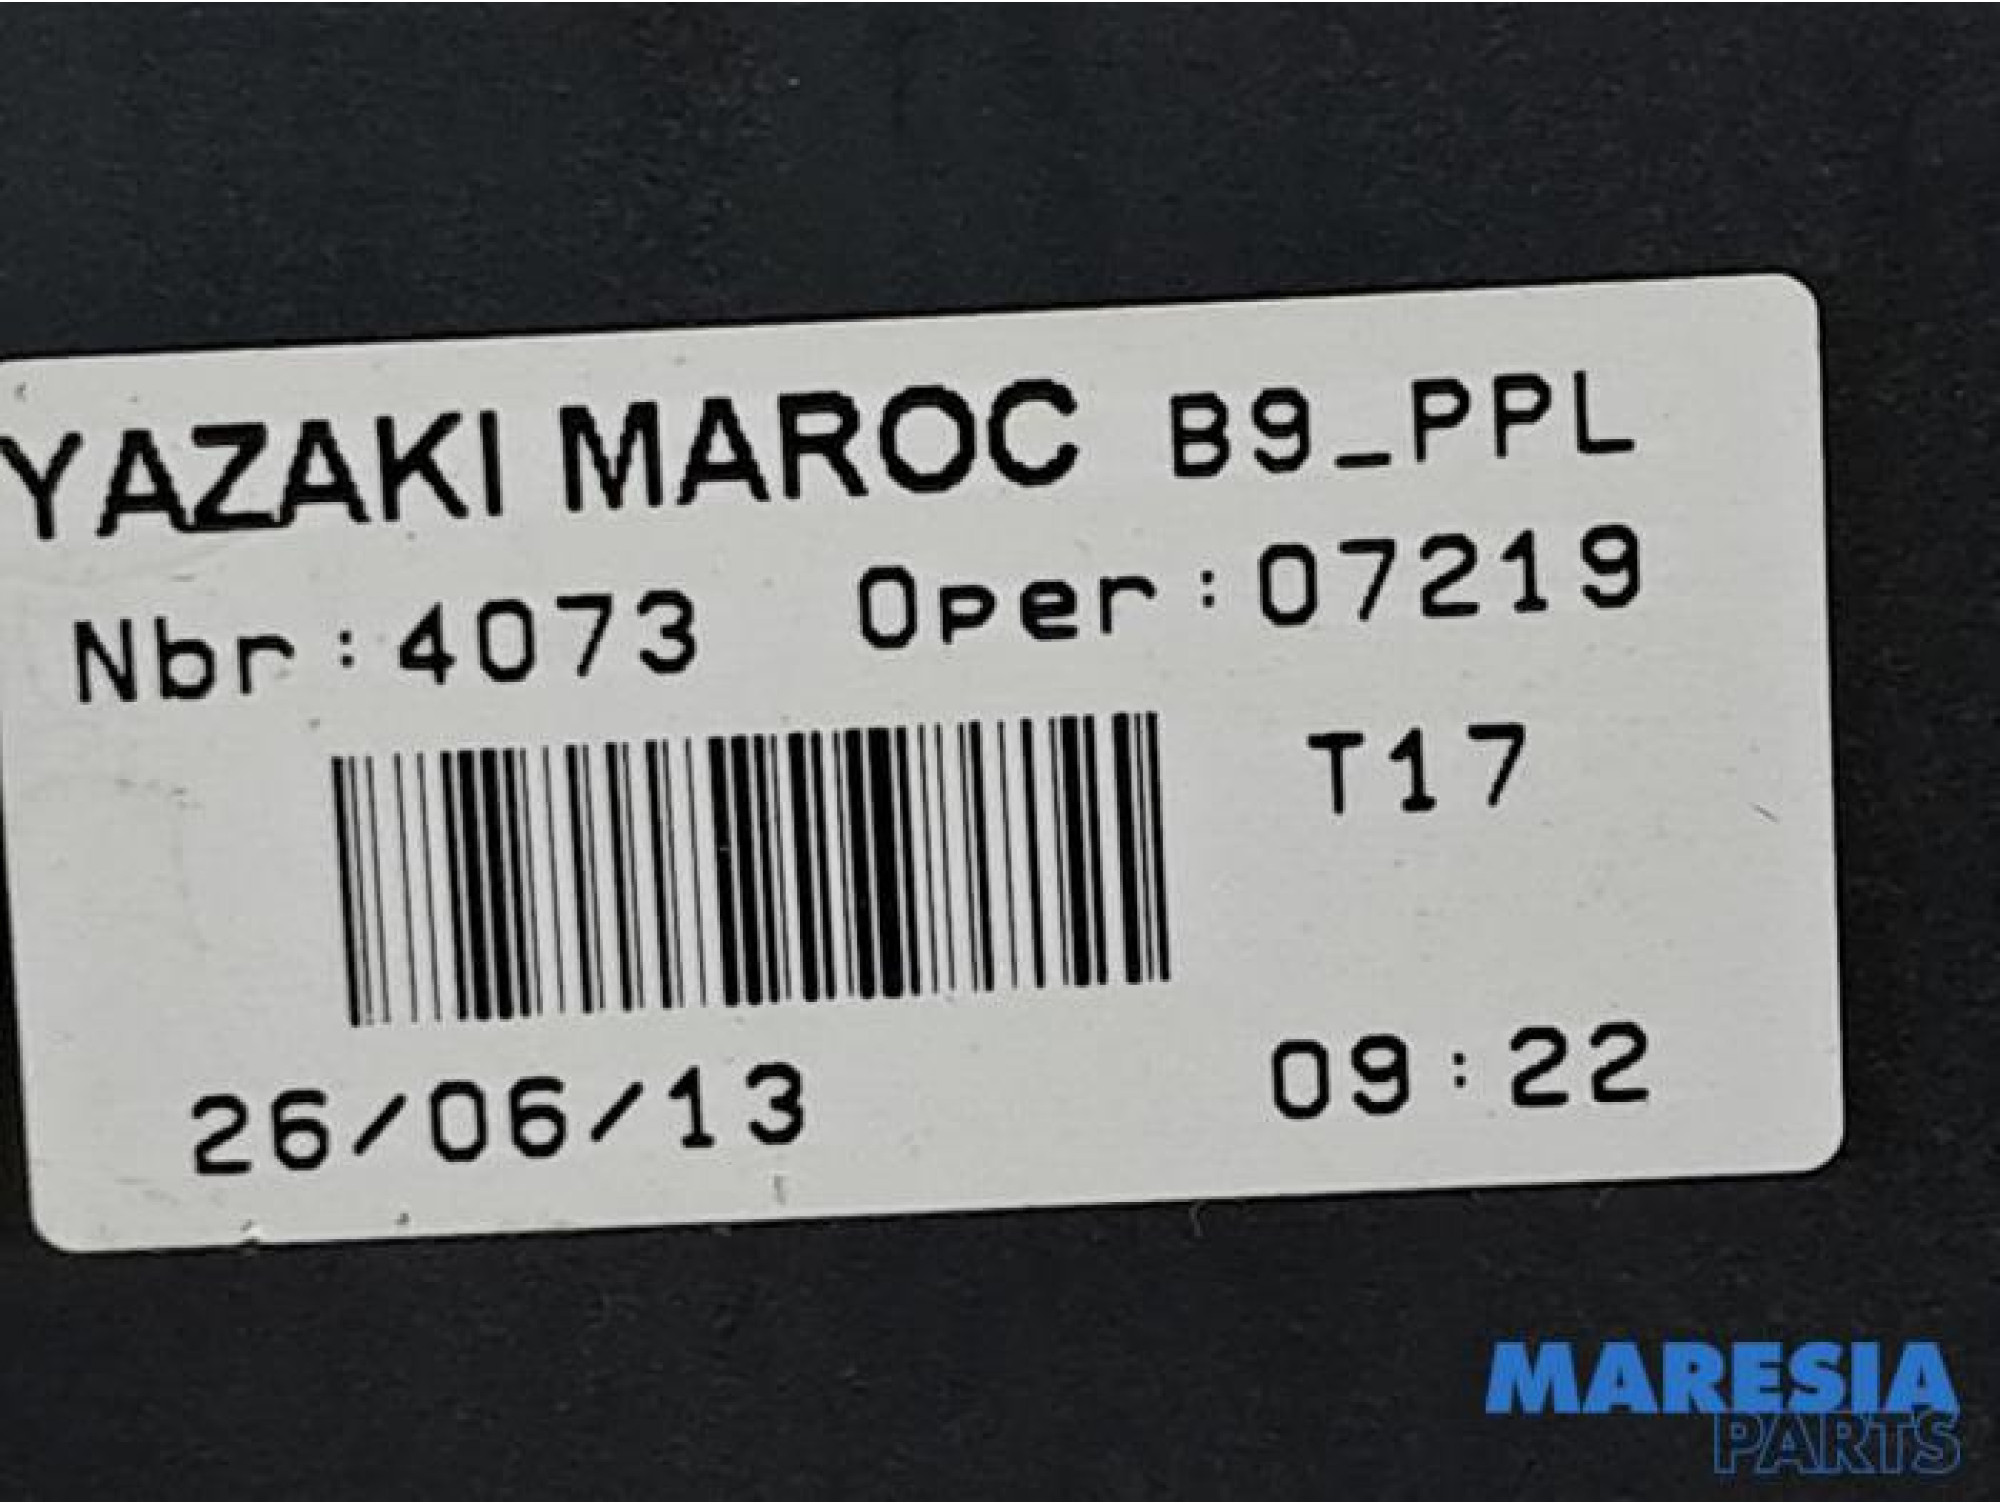 YAZAKI MAROC B9_PPL
Nbr:4073 Oper:07219
T17
26/06/13 09:22
MARESIA
PARTS